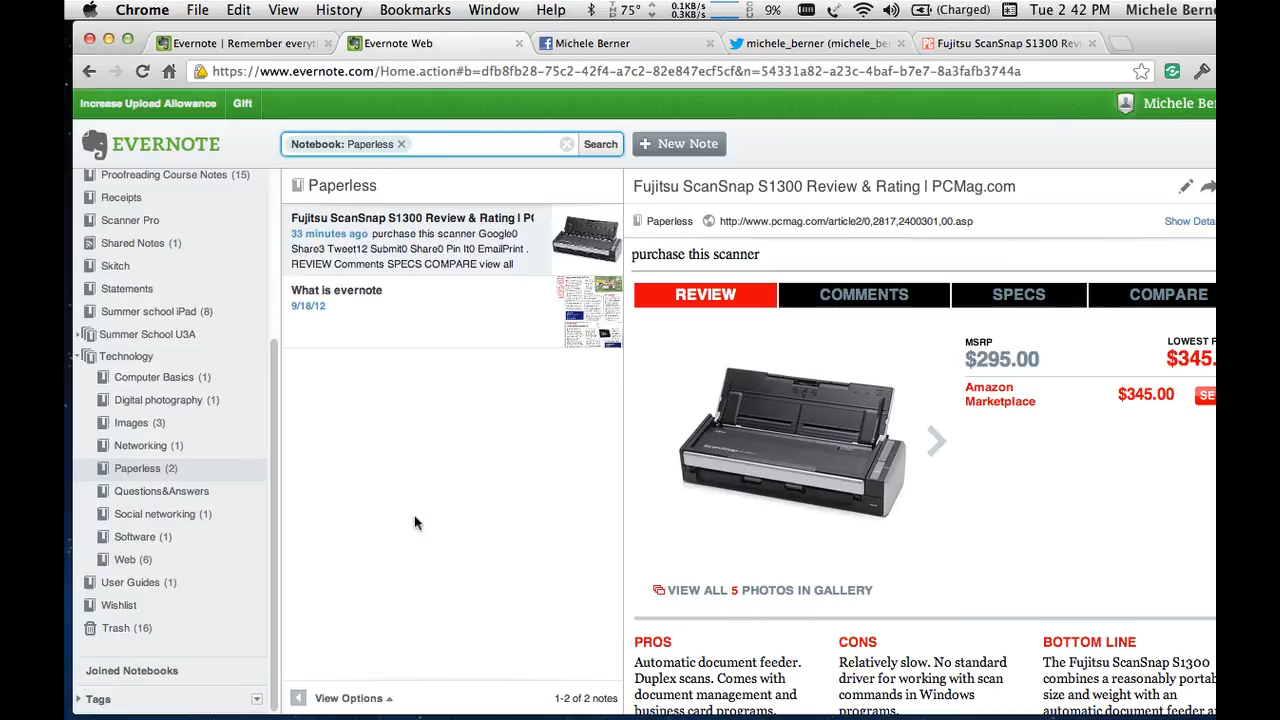 Chrome File Edit View History Bookmarks Window Help 75° 0.1KB/s 0.3KB/s 9% (Charged) Tue 2:42 PM Michele Bern
Evernote | Remember everyt
Evernote Web
Michele Berner
michele_berner (michele_be
Fujitsu ScanSnap S1300 Rev
https://www.evernote.com/Home.action#b=dfb8fb28-75c2-42f4-a7c2-82e847ecf5cf&n=54331a82-a23c-4baf-b7e7-8a3fafb3744a
Increase Upload Allowance Gift Michele Ber
EVERNOTE
Notebook: Paperless
Search
+ New Note
Proofreading Course Notes (15)
Receipts
Scanner Pro
Shared Notes (1)
Skitch
Statements
Summer school iPad (8)
Summer School U3A
Technology
Computer Basics (1)
Digital photography (1)
Images (3)
Networking (1)
Paperless (2)
Questions&Answers
Social networking (1)
Software (1)
Web (6)
User Guides (1)
Wishlist
Trash (16)
Joined Notebooks
Tags
Paperless
Fujitsu ScanSnap S1300 Review & Rating | PC
33 minutes ago purchase this scanner Google0
Share3 Tweet12 Submit0 Share0 Pin It0 EmailPrint .
REVIEW Comments SPECS COMPARE view all
What is evernote
9/18/12
View Options
1-2 of 2 notes
Fujitsu ScanSnap S1300 Review & Rating | PCMag.com
Paperless http://www.pcmag.com/article2/0,2817,2400301,00.asp Show Detai
purchase this scanner
REVIEW COMMENTS SPECS COMPARE
MSRP
$295.00
LOWEST P
$345.
Amazon
Marketplace
$345.00
SE
VIEW ALL 5 PHOTOS IN GALLERY
PROS
Automatic document feeder.
Duplex scans. Comes with
document management and
business card programs.
CONS
Relatively slow. No standard
driver for working with scan
commands in Windows
programs.
BOTTOM LINE
The Fujitsu ScanSnap S1300
combines a reasonably portab
size and weight with an
automatic document feeder an